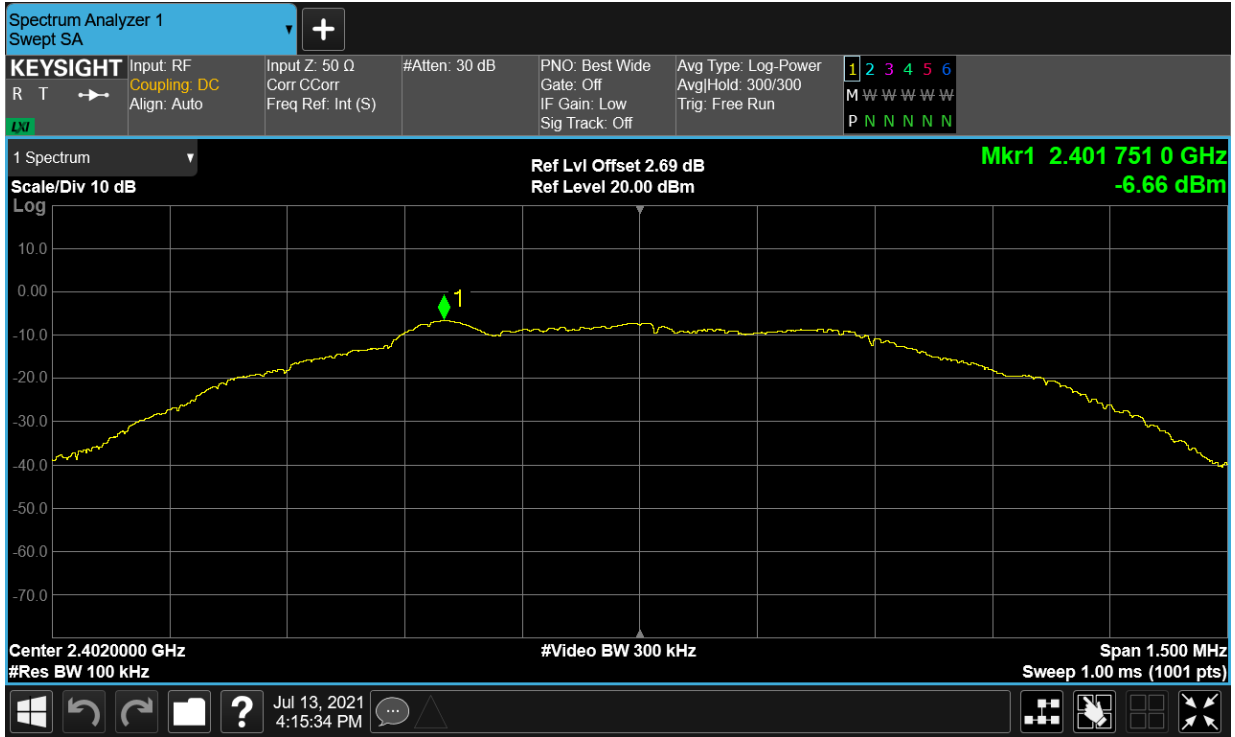 Spectrum Analyzer 1
Swept SA
KEYSIGHT
R T
LXI
Input: RF
Coupling: DC
Align: Auto
Input Z: 50 Ω
Corr CCorr
Freq Ref: Int (S)
#Atten: 30 dB
PNO: Best Wide
Gate: Off
IF Gain: Low
Sig Track: Off
Avg Type: Log-Power
Avg|Hold: 300/300
Trig: Free Run
1 2 3 4 5 6
M W W W W W
P N N N N N
1 Spectrum
Scale/Div 10 dB
Log
Ref Lvl Offset 2.69 dB
Ref Level 20.00 dBm
Mkr1 2.401 751 0 GHz
-6.66 dBm
10.0
0.00
-10.0
-20.0
-30.0
-40.0
-50.0
-60.0
-70.0
1
Center 2.4020000 GHz
#Res BW 100 kHz
#Video BW 300 kHz
Span 1.500 MHz
Sweep 1.00 ms (1001 pts)
?
Jul 13, 2021
4:15:34 PM